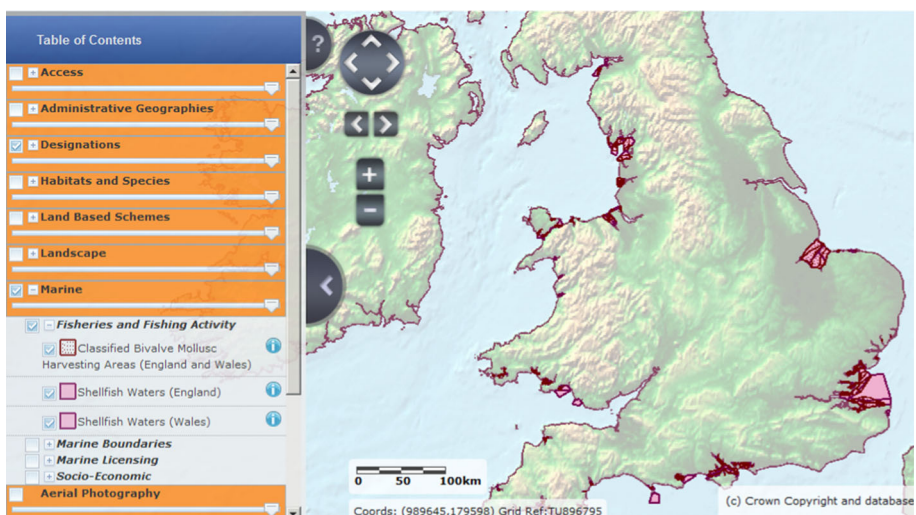 Table of Contents
Access
Administrative Geographies
Designations
Habitats and Species
Land Based Schemes
Landscape
Marine
Fisheries and Fishing Activity
Classified Bivalve Mollusc
Harvesting Areas (England and Wales)
Shellfish Waters (England)
Shellfish Waters (Wales)
Marine Boundaries
Marine Licensing
Socio-Economic
Aerial Photography
?
0 50 100km
Coords: (989645,179598) Grid Ref:TU896795
(c) Crown Copyright and database